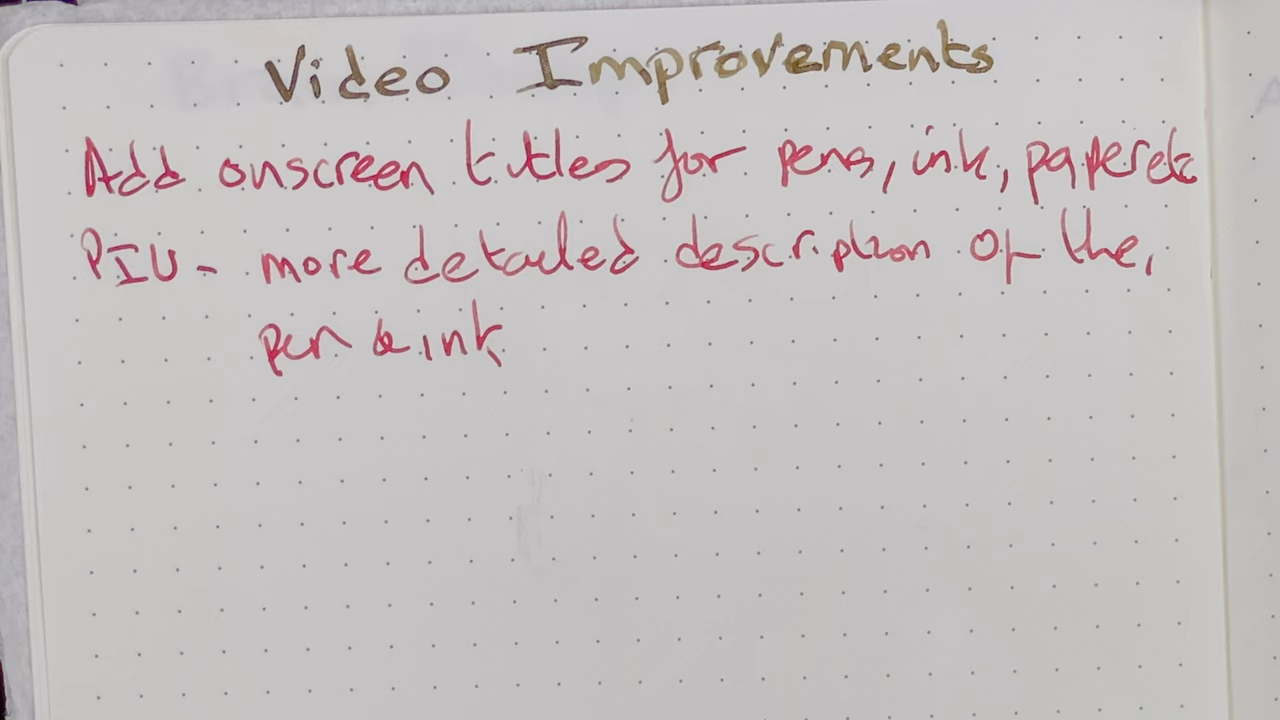 Video Improvements
Add onscreen titles for pens, ink, paper etc
PIU - more detailed description of the,
pen & ink